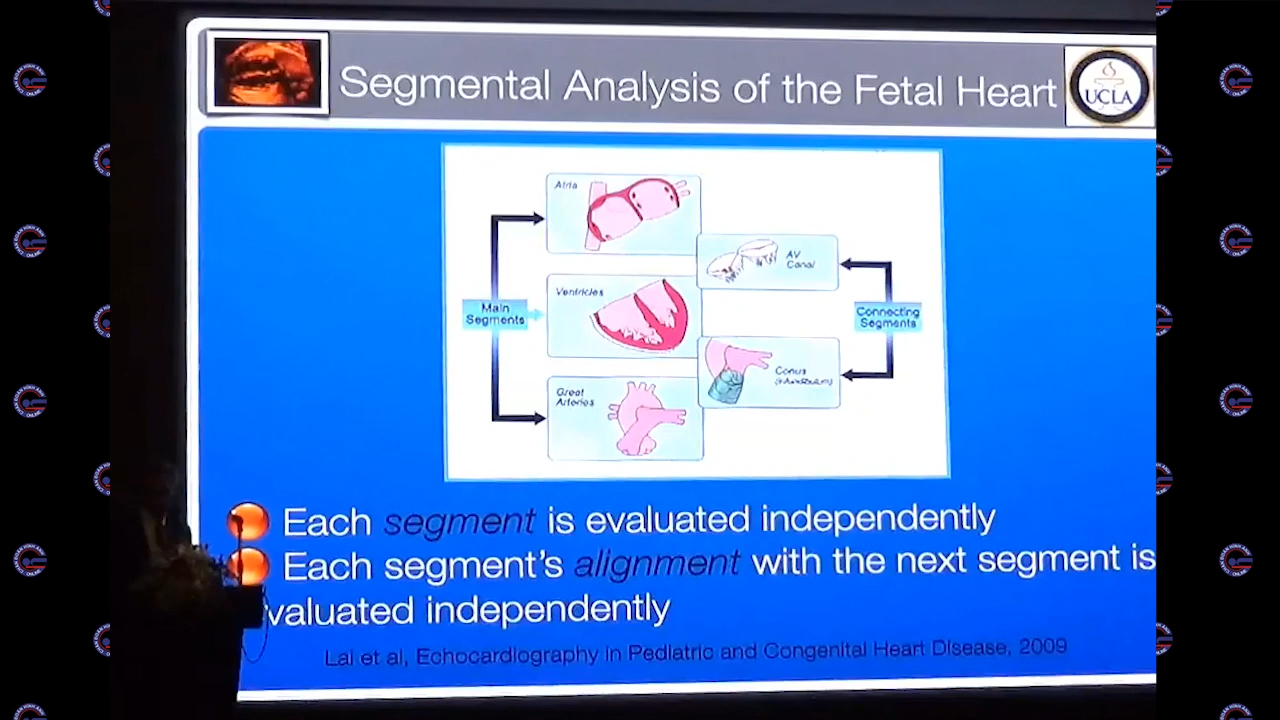 Segmental Analysis of the Fetal Heart
UCLA
Atria
AV
Canal
Ventricles
Main
Segments
Connecting
Segments
Conus
Great
Arteries
Each segment is evaluated independently
Each segment's alignment with the next segment is
valuated independently
Lai et al, Echocardiography in Pediatric and Congenital Heart Disease, 2009